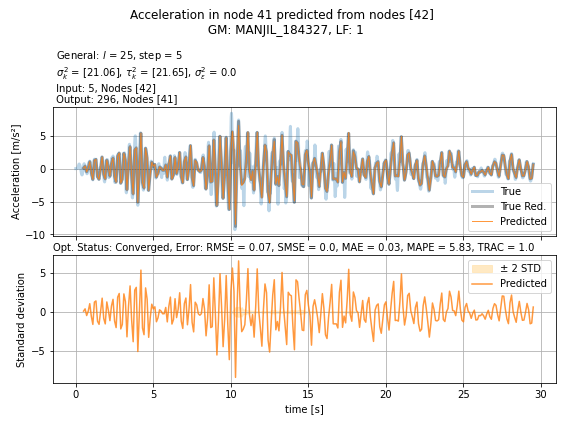 Acceleration in node 41 predicted from nodes [42]
GM: MANJIL_184327, LF: 1
General: l = 25, step = 5
σ²ₖ = [21.06], τ²ₖ = [21.65], σ²ε = 0.0
Input: 5, Nodes [42]
Output: 296, Nodes [41]
Acceleration [m/s²]
5
0
−5
−10
True
True Red.
Predicted
Opt. Status: Converged, Error: RMSE = 0.07, SMSE = 0.0, MAE = 0.03, MAPE = 5.83, TRAC = 1.0
Standard deviation
5
0
−5
± 2 STD
Predicted
0 5 10 15 20 25 30
time [s]